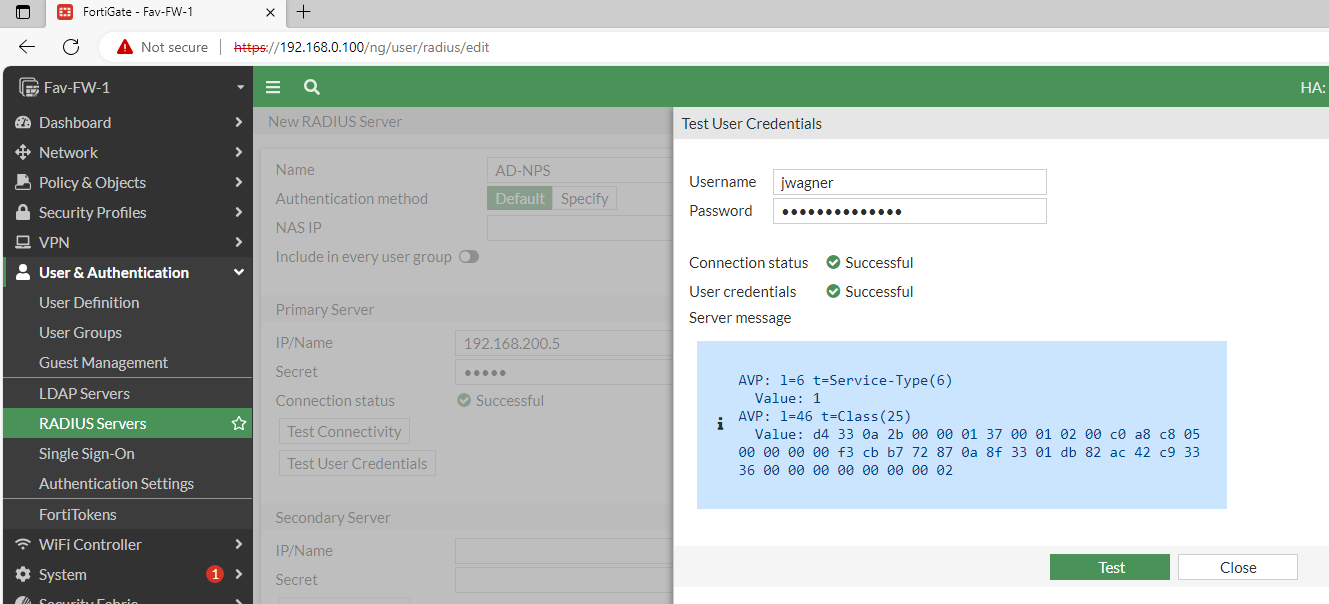 FortiGate - Fav-FW-1
Not secure
https://192.168.0.100/ng/user/radius/edit
Fav-FW-1
HA:
Dashboard
Network
Policy & Objects
Security Profiles
VPN
User & Authentication
User Definition
User Groups
Guest Management
LDAP Servers
RADIUS Servers
Single Sign-On
Authentication Settings
FortiTokens
WiFi Controller
System 1
Security Fabric
New RADIUS Server
Name AD-NPS
Authentication method Default Specify
NAS IP
Include in every user group
Primary Server
IP/Name 192.168.200.5
Secret •••••
Connection status Successful
Test Connectivity
Test User Credentials
Secondary Server
IP/Name
Secret
Test User Credentials
Username jwagner
Password ••••••••••••••
Connection status Successful
User credentials Successful
Server message
AVP: l=6 t=Service-Type(6)
Value: 1
AVP: l=46 t=Class(25)
Value: d4 33 0a 2b 00 00 01 37 00 01 02 00 c0 a8 c8 05
00 00 00 00 f3 cb b7 72 87 0a 8f 33 01 db 82 ac 42 c9 33
36 00 00 00 00 00 00 00 02
Test Close